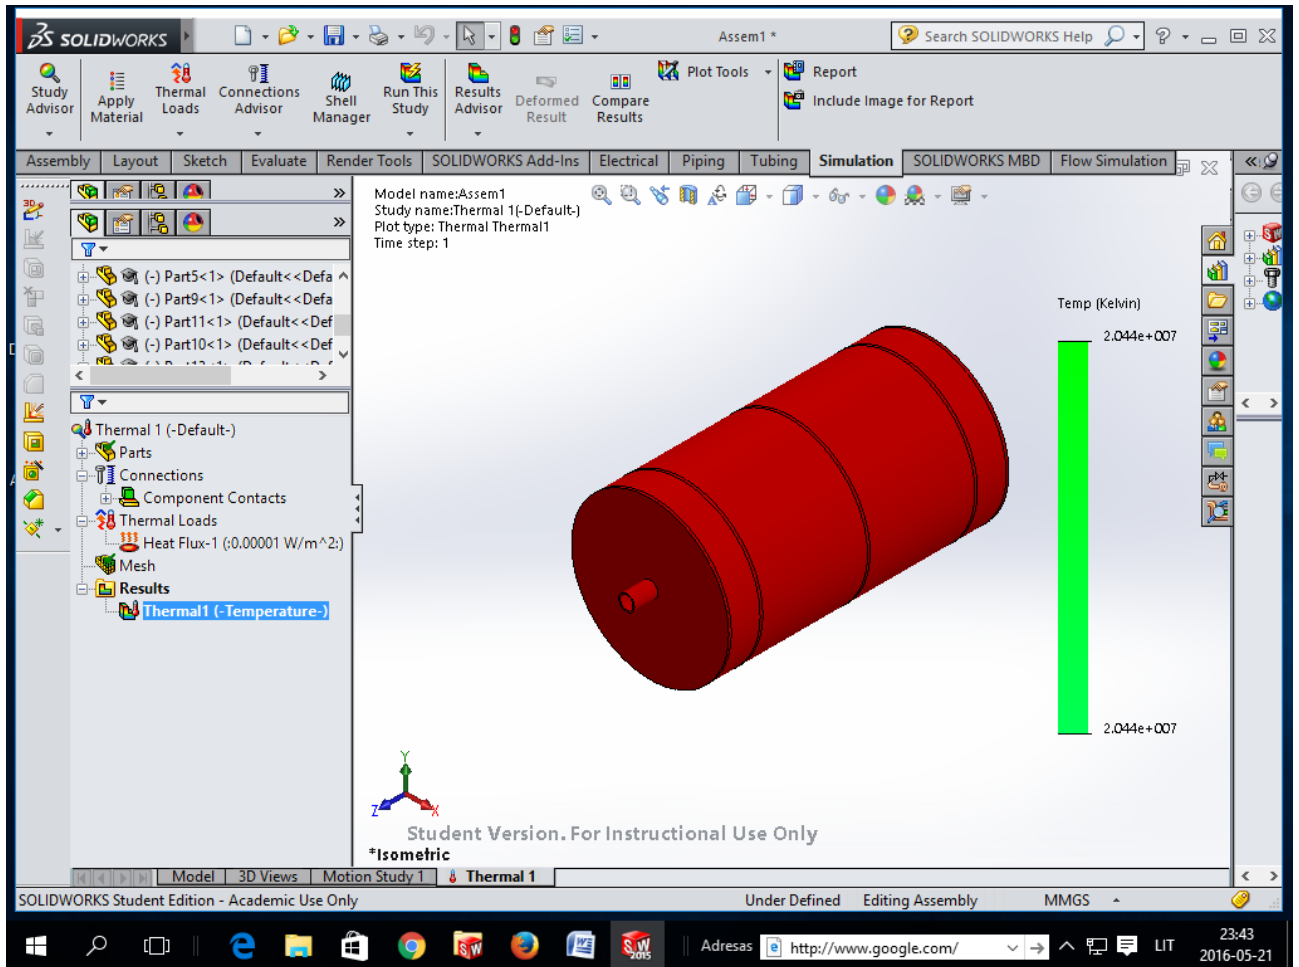 SOLIDWORKS
Assem1 *
Search SOLIDWORKS Help
Study Advisor
Apply Material
Thermal Loads
Connections Advisor
Shell Manager
Run This Study
Results Advisor
Deformed Result
Compare Results
Plot Tools
Report
Include Image for Report
Assembly Layout Sketch Evaluate Render Tools SOLIDWORKS Add-Ins Electrical Piping Tubing Simulation SOLIDWORKS MBD Flow Simulation
Model name:Assem1
Study name:Thermal 1(-Default-)
Plot type: Thermal Thermal1
Time step: 1
(-) Part5<1> (Default<<Defa
(-) Part9<1> (Default<<Defa
(-) Part11<1> (Default<<Def
(-) Part10<1> (Default<<Def
Thermal 1 (-Default-)
Parts
Connections
Component Contacts
Thermal Loads
Heat Flux-1 (:0.00001 W/m^2:)
Mesh
Results
Thermal1 (-Temperature-)
Temp (Kelvin)
2.044e+007
2.044e+007
Y
Z
X
Student Version. For Instructional Use Only
*Isometric
Model 3D Views Motion Study 1 Thermal 1
SOLIDWORKS Student Edition - Academic Use Only
Under Defined Editing Assembly MMGS
Adresas http://www.google.com/
LIT
23:43
2016-05-21